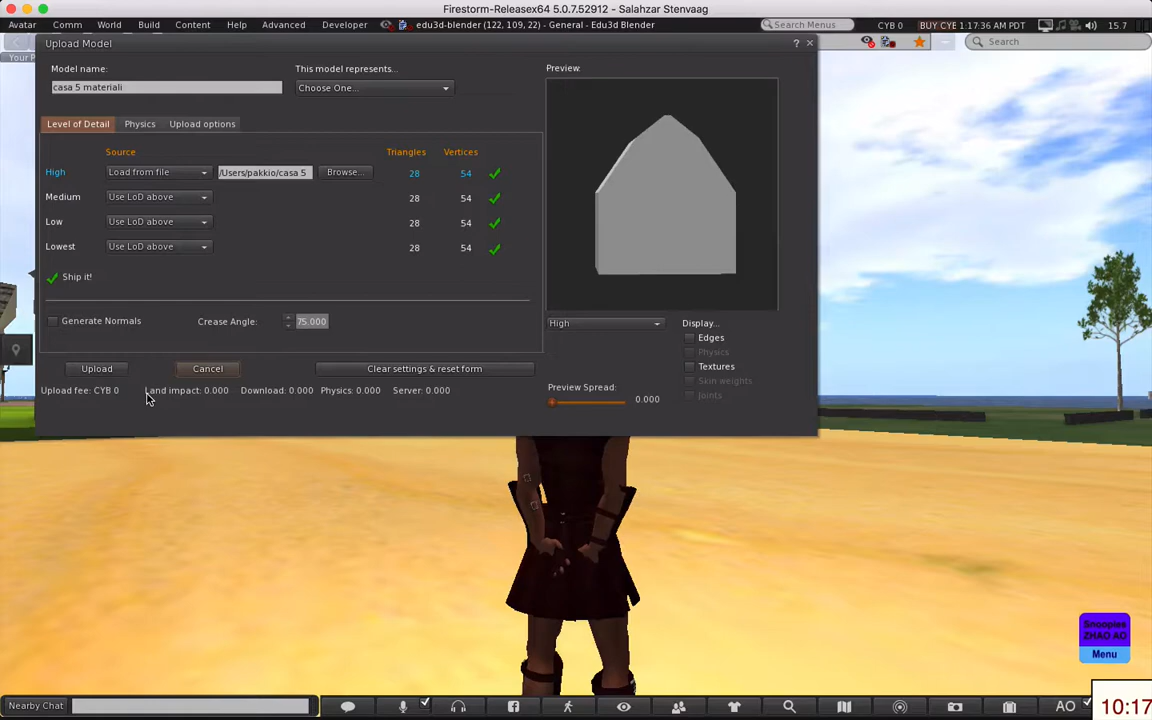 Firestorm-Releasex64 5.0.7.52912 - Salahzar Stenvaag
Avatar View World Build Content Help Advanced Developer edu3d-blender (122, 109, 22) - General - Edu3d Blender Search Menus CYB 0 BUY CYB 1:17:36 AM PDT 15.7
Upload Model ? Search
Your P
Model name: This model represents... Preview:
casa 5 materiali Choose One...
Level of Detail Physics Upload options
Source Triangles Vertices
High Load from file /Users/pakkio/casa 5 Browse... 28 54
Medium Use LoD above 28 54
Low Use LoD above 28 54
Lowest Use LoD above 28 54
Ship it!
Generate Normals Crease Angle: 75.000
High Display...
Edges
Physics
Textures
Skin weights
Joints
Preview Spread: 0.000
Upload Cancel Clear settings & reset form
Upload fee: CYB 0 Land impact: 0.000 Download: 0.000 Physics: 0.000 Server: 0.000
Snoopies
ZHAO AO
Menu
Nearby Chat AO
10:17